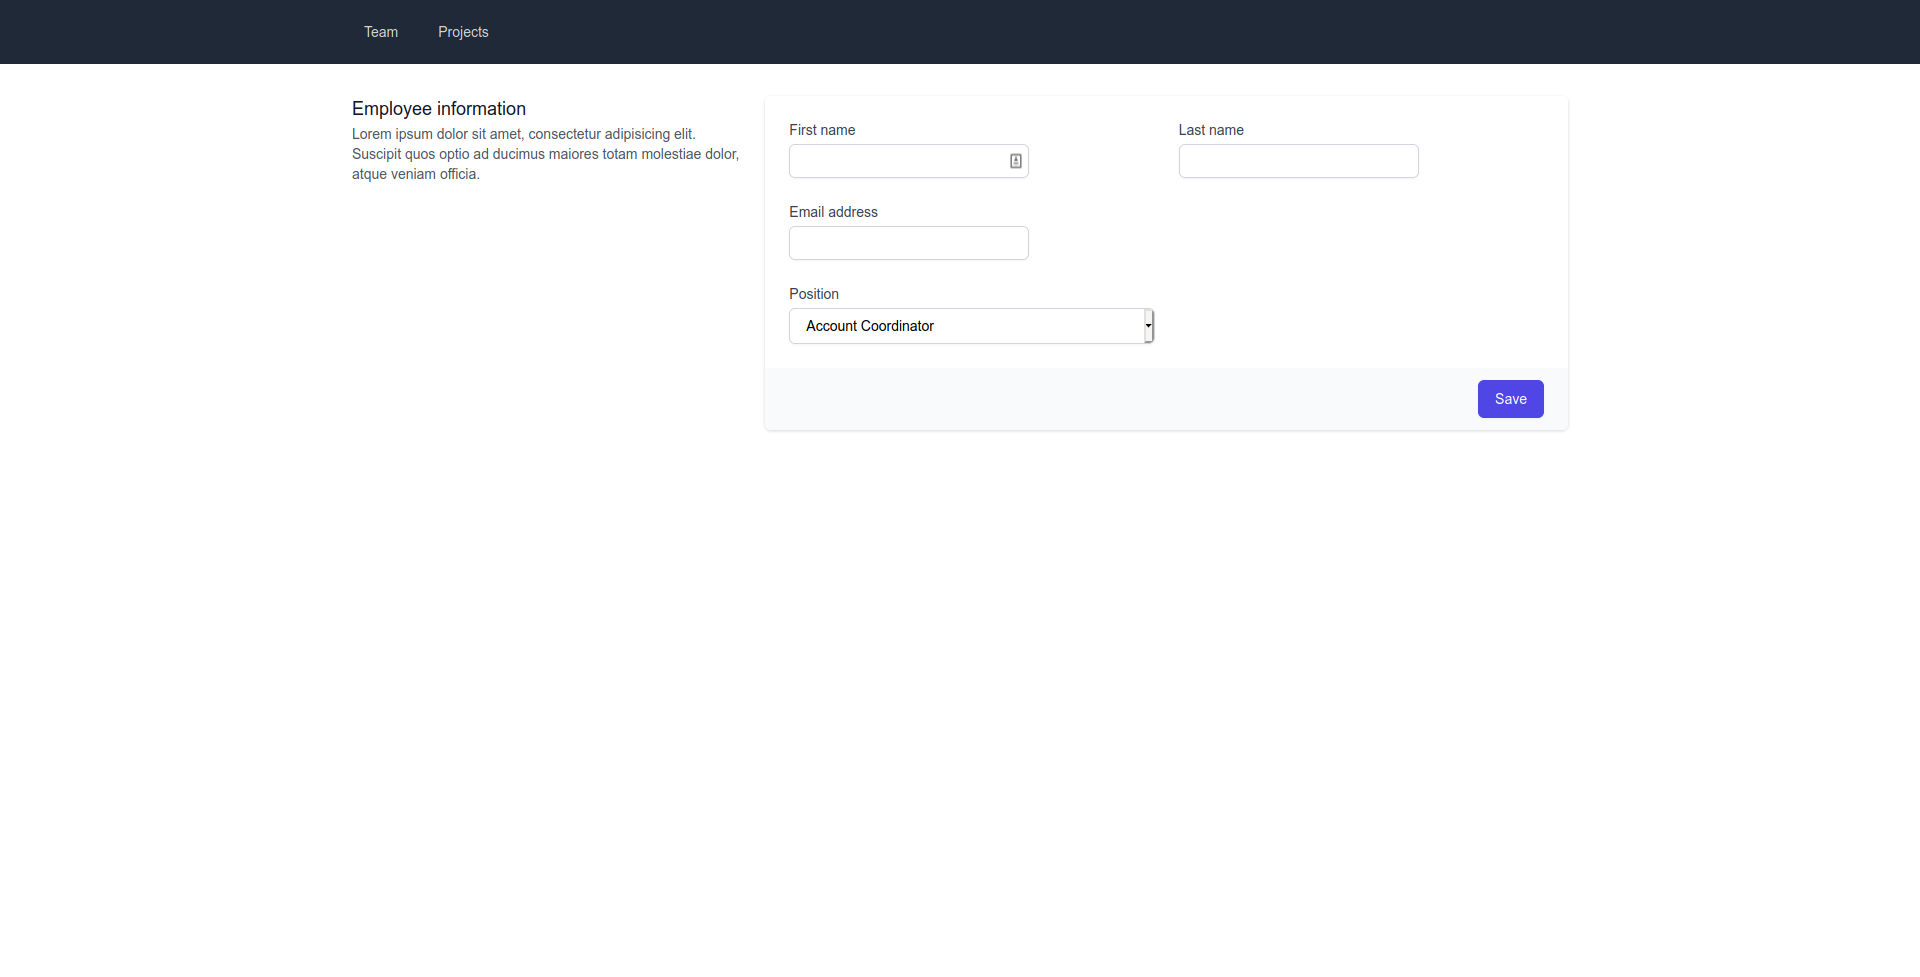 Team Projects
Employee information
Lorem ipsum dolor sit amet, consectetur adipisicing elit.
Suscipit quos optio ad ducimus maiores totam molestiae dolor,
atque veniam officia.
First name
Last name
Email address
Position
Account Coordinator
Save